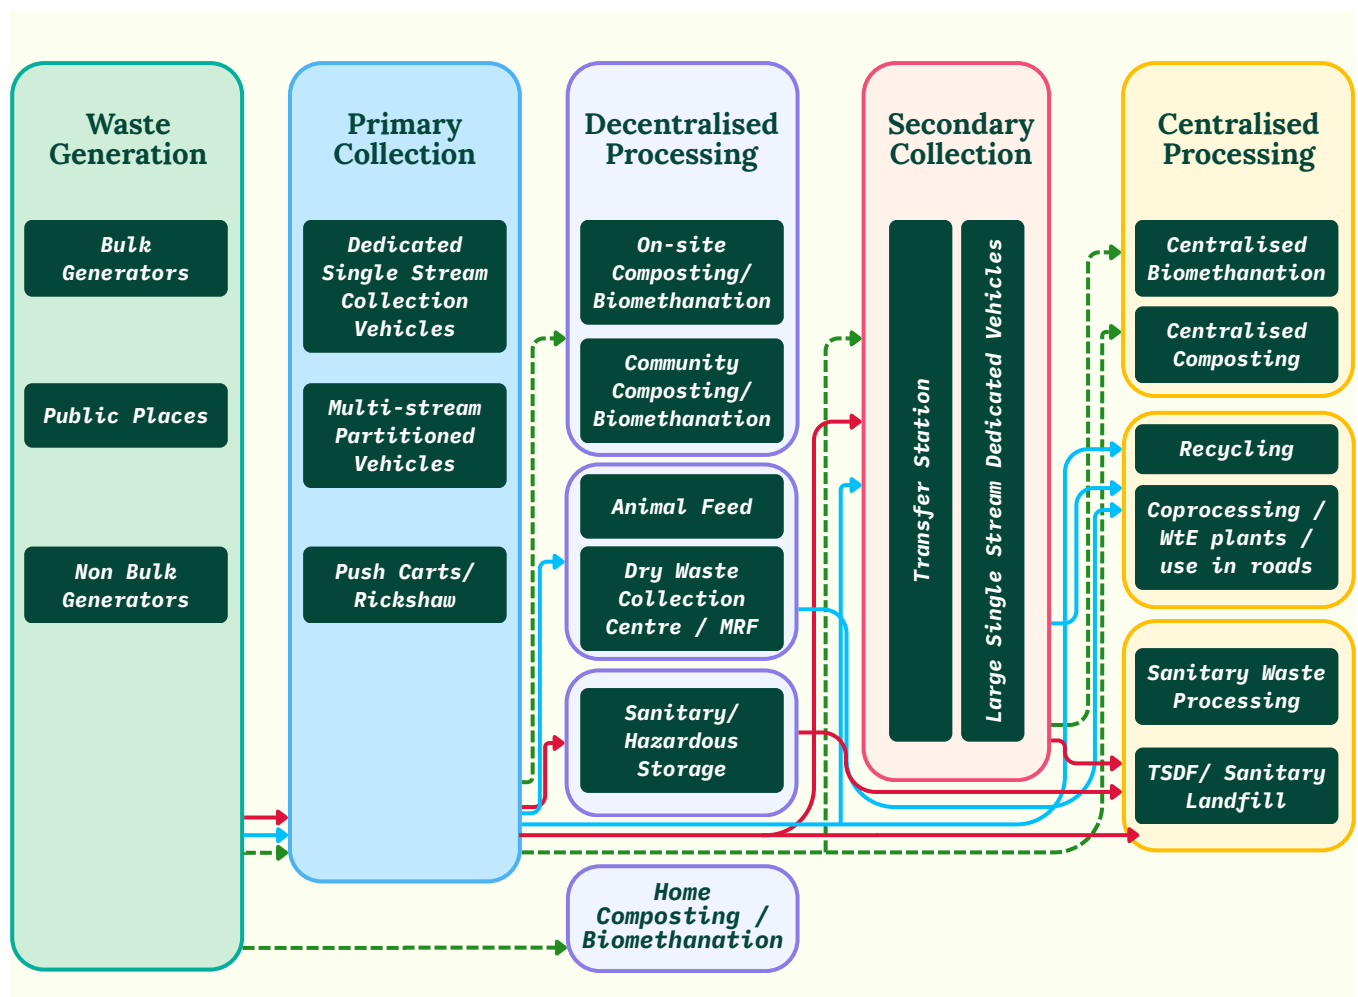 Waste
Generation
Bulk
Generators
Public Places
Non Bulk
Generators
Primary
Collection
Dedicated
Single Stream
Collection
Vehicles
Multi-stream
Partitioned
Vehicles
Push Carts/
Rickshaw
Decentralised
Processing
On-site
Composting/
Biomethanation
Community
Composting/
Biomethanation
Animal Feed
Dry Waste
Collection
Centre / MRF
Sanitary/
Hazardous
Storage
Home
Composting /
Biomethanation
Secondary
Collection
Transfer Station
Large Single Stream Dedicated Vehicles
Centralised
Processing
Centralised
Biomethanation
Centralised
Composting
Recycling
Coprocessing /
WtE plants /
use in roads
Sanitary Waste
Processing
TSDF/ Sanitary
Landfill